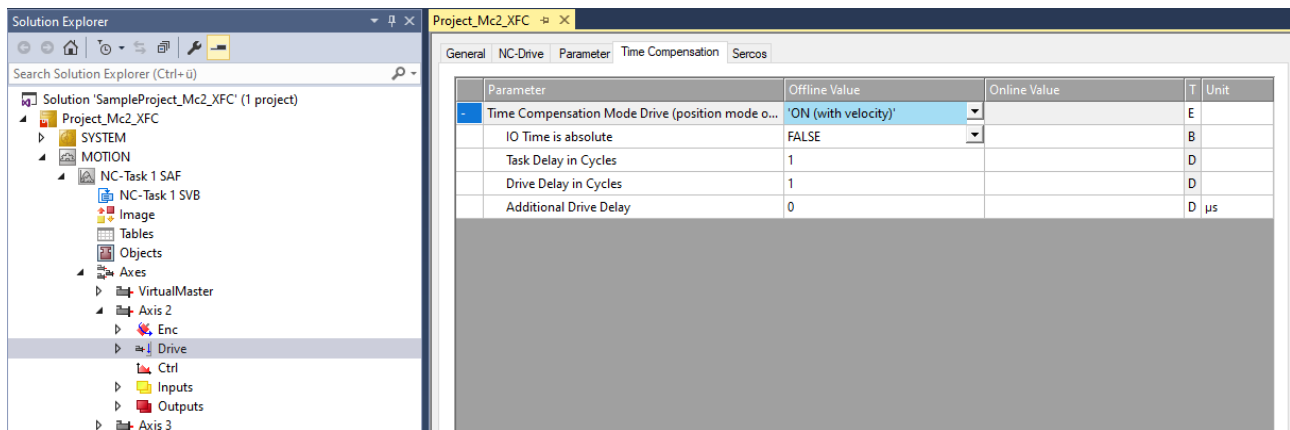 Solution Explorer
Search Solution Explorer (Ctrl+ü)
Solution 'SampleProject_Mc2_XFC' (1 project)
Project_Mc2_XFC
SYSTEM
MOTION
NC-Task 1 SAF
NC-Task 1 SVB
Image
Tables
Objects
Axes
VirtualMaster
Axis 2
Enc
Drive
Ctrl
Inputs
Outputs
Axis 3
Project_Mc2_XFC
General NC-Drive Parameter Time Compensation Sercos
Parameter Offline Value Online Value T Unit
- Time Compensation Mode Drive (position mode o... 'ON (with velocity)' E
IO Time is absolute FALSE B
Task Delay in Cycles 1 D
Drive Delay in Cycles 1 D
Additional Drive Delay 0 D µs